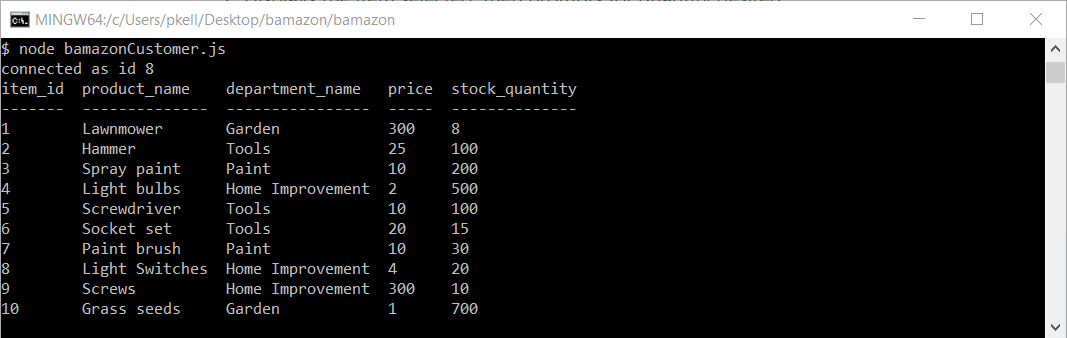 MINGW64:/c/Users/pkell/Desktop/bamazon/bamazon
$ node bamazonCustomer.js
connected as id 8
item_id  product_name   department_name   price  stock_quantity
-------  -------------  ----------------  -----  --------------
1        Lawnmower      Garden            300    8
2        Hammer         Tools             25     100
3        Spray paint    Paint             10     200
4        Light bulbs    Home Improvement  2      500
5        Screwdriver    Tools             10     100
6        Socket set     Tools             20     15
7        Paint brush    Paint             10     30
8        Light Switches  Home Improvement  4      20
9        Screws         Home Improvement  300    10
10       Grass seeds    Garden            1      700